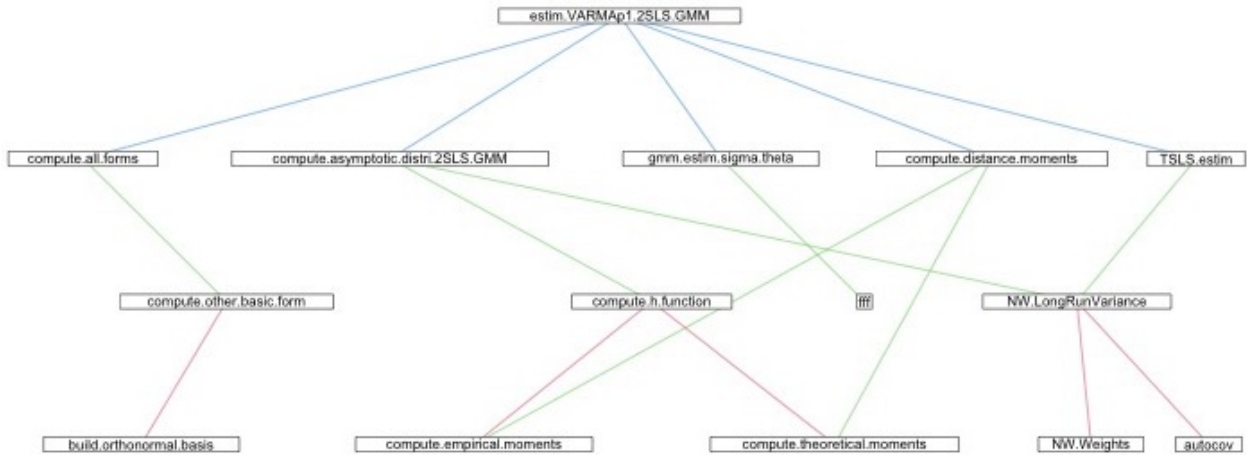 estim.VARMAp1.2SLS.GMM
compute.all.forms
compute.asymptotic.distri.2SLS.GMM
gmm.estim.sigma.theta
compute.distance.moments
TSLS.estim
compute.other.basic.form
compute.h.function
fff
NW.LongRunVariance
build.orthonormal.basis
compute.empirical.moments
compute.theoretical.moments
NW.Weights
autocov